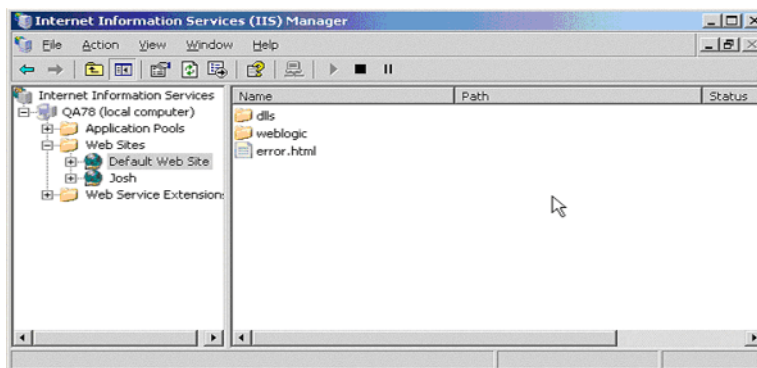 Internet Information Services (IIS) Manager
File Action View Window Help
Internet Information Services
QA78 (local computer)
Application Pools
Web Sites
Default Web Site
Josh
Web Service Extension
Name Path Status
dlls
weblogic
error.html